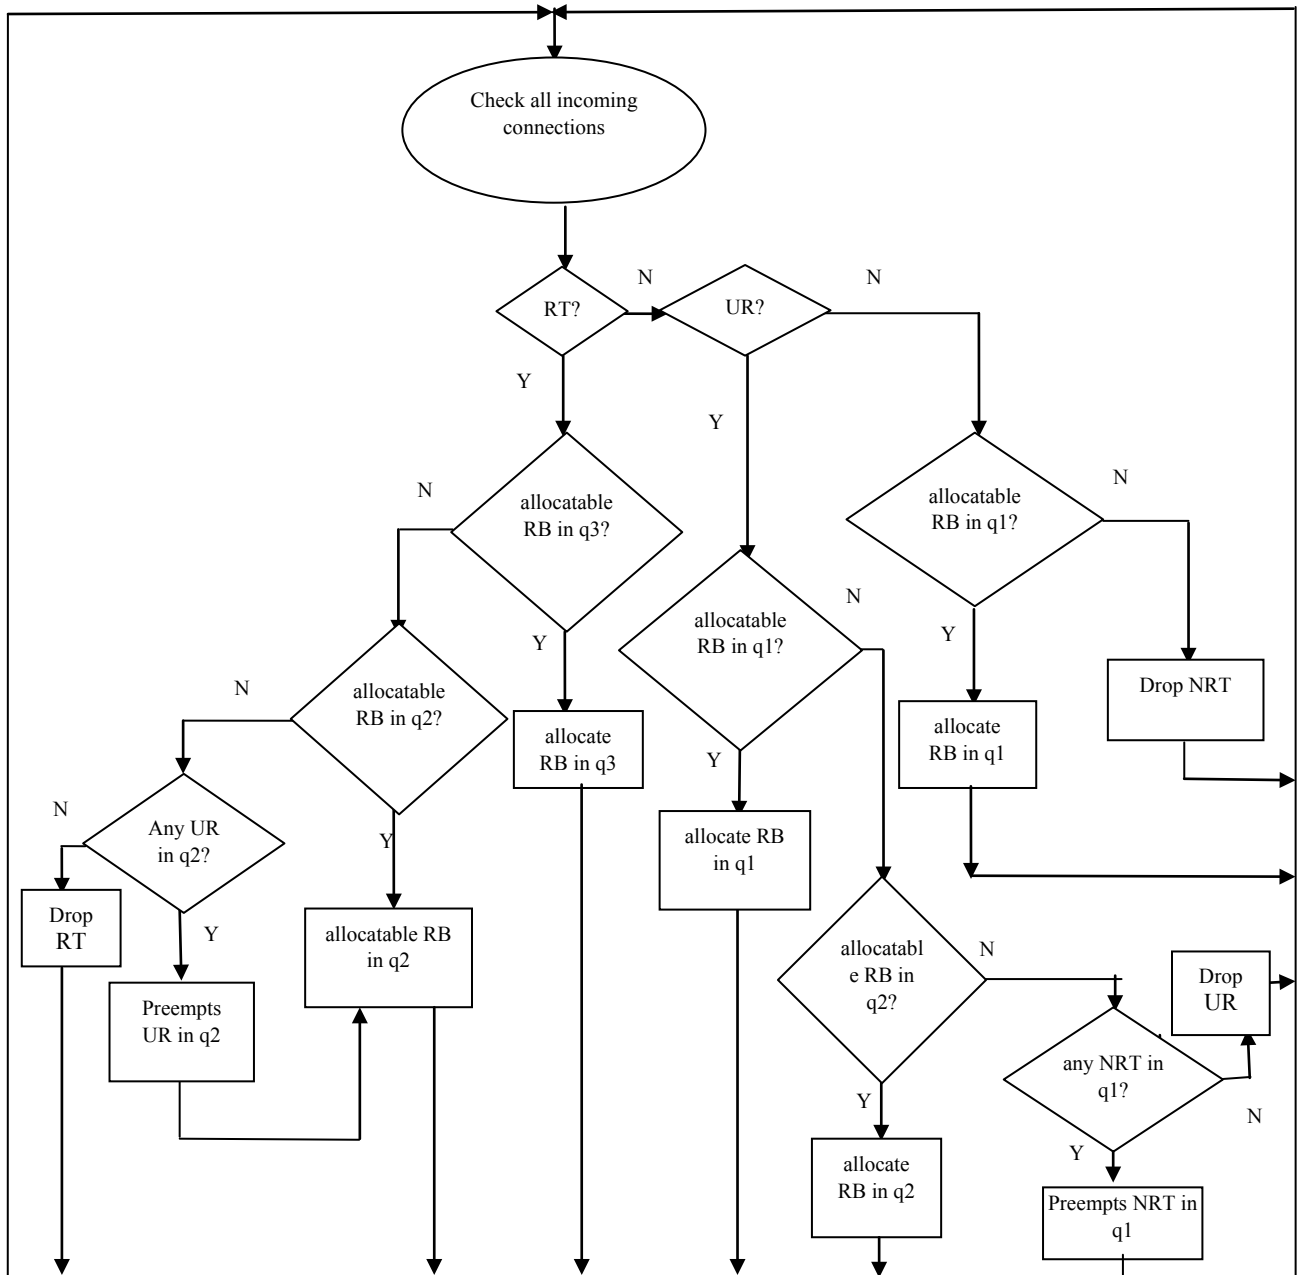 Check all incoming
connections
RT?
N
UR?
N
Y
Y
N
allocatable
RB in q3?
allocatable
RB in q1?
N
Y
N
allocatable
RB in q2?
allocatable
RB in q1?
N
Y
Drop NRT
allocate
RB in q3
allocate
RB in q1
Y
N
Any UR
in q2?
Y
allocate RB
in q1
Drop
RT
Y
allocatable RB
in q2
allocatabl
e RB in
q2?
N
Drop
UR
Preempts
UR in q2
any NRT in
q1?
Y
N
allocate
RB in q2
Y
Preempts NRT in
q1